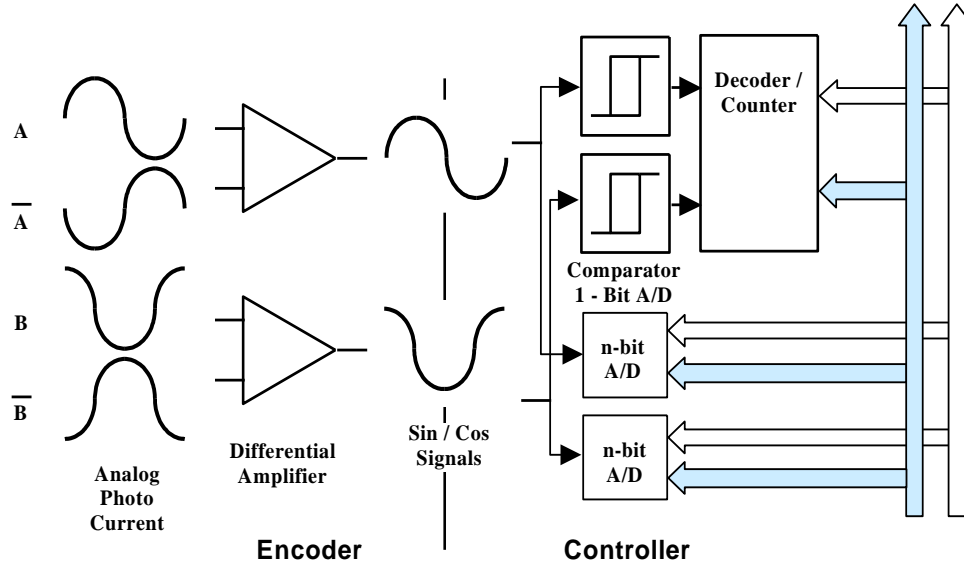 A
A̅
B
B̅
Analog
Photo
Current
Differential
Amplifier
Sin / Cos
Signals
Decoder /
Counter
Comparator
1 - Bit A/D
n-bit
A/D
n-bit
A/D
Encoder
Controller